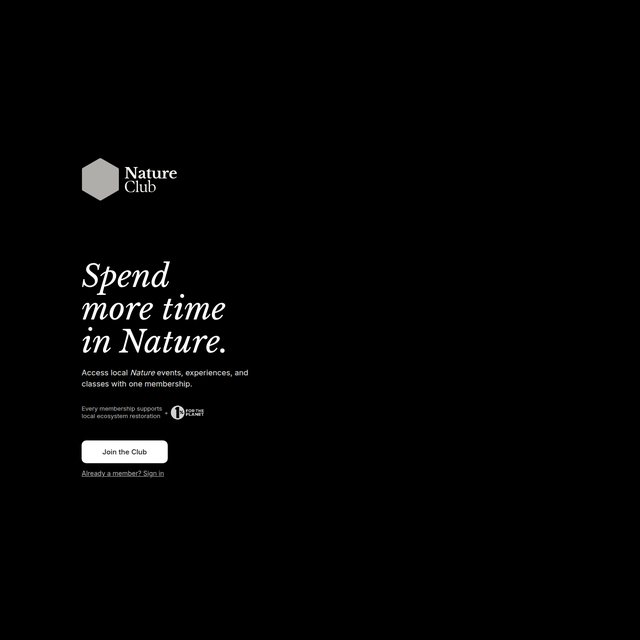 Nature
Club
Spend
more time
in Nature.
Access local Nature events, experiences, and
classes with one membership.
Every membership supports
local ecosystem restoration
1% FOR THE
PLANET
Join the Club
Already a member? Sign in